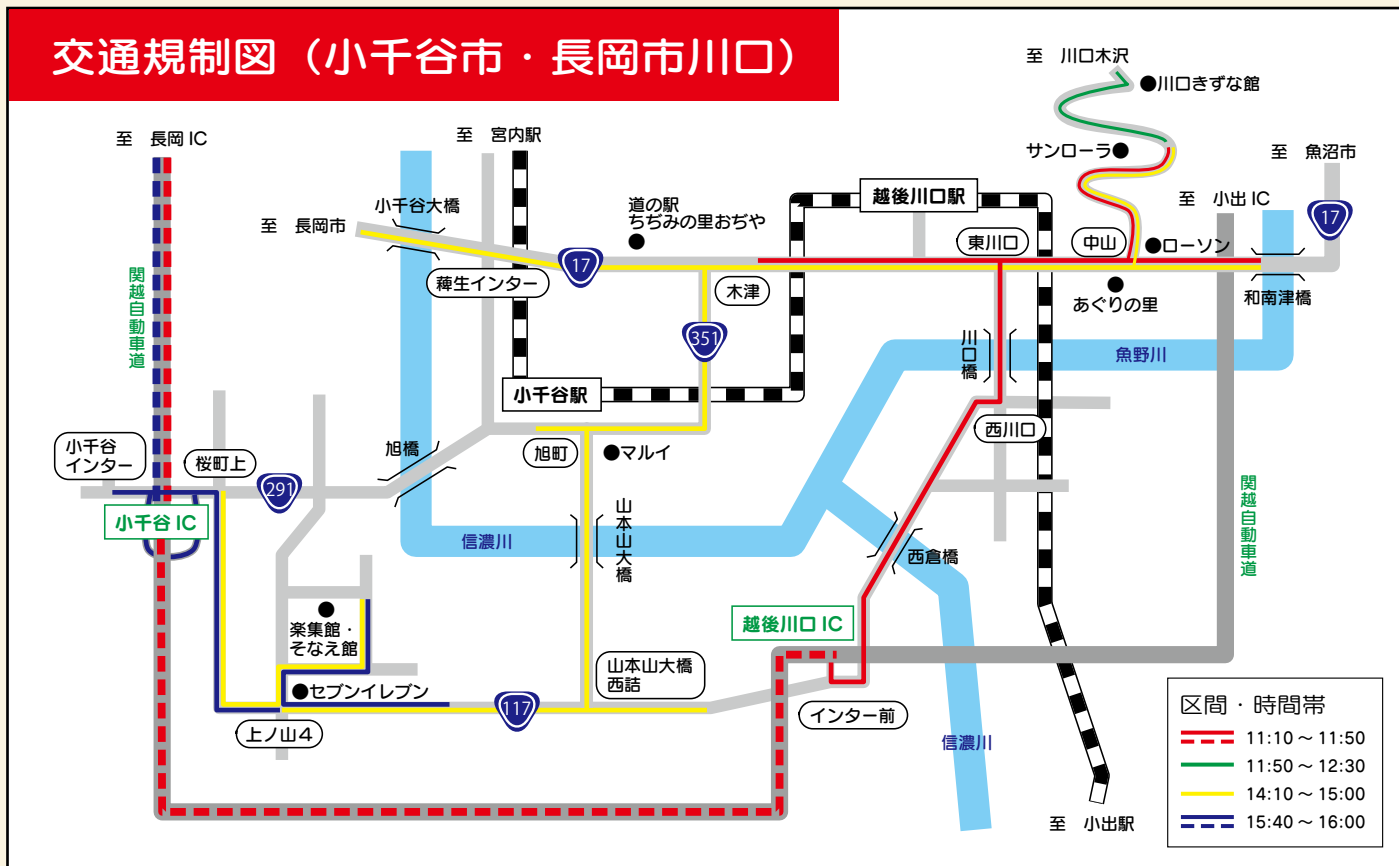 交通規制図（小千谷市・長岡市川口）
至 川口木沢
●川口きずな館
至 長岡 IC
至 宮内駅
サンローラ●
至 魚沼市
小千谷大橋
道の駅
ちぢみの里おぢや
越後川口駅
至 小出 IC
17
至 長岡市
東川口
中山
●ローソン
関越自動車道
薭生インター
17
木津
あぐりの里
和南津橋
351
川口橋
魚野川
小千谷駅
小千谷
インター
桜町上
旭橋
旭町
●マルイ
西川口
291
関越自動車道
小千谷 IC
信濃川
山本山大橋
西倉橋
楽集館・
そなえ館
越後川口 IC
山本山大橋
西詰
●セブンイレブン
117
インター前
上ノ山４
信濃川
区間・時間帯
11:10 ～ 11:50
11:50 ～ 12:30
14:10 ～ 15:00
15:40 ～ 16:00
至 小出駅